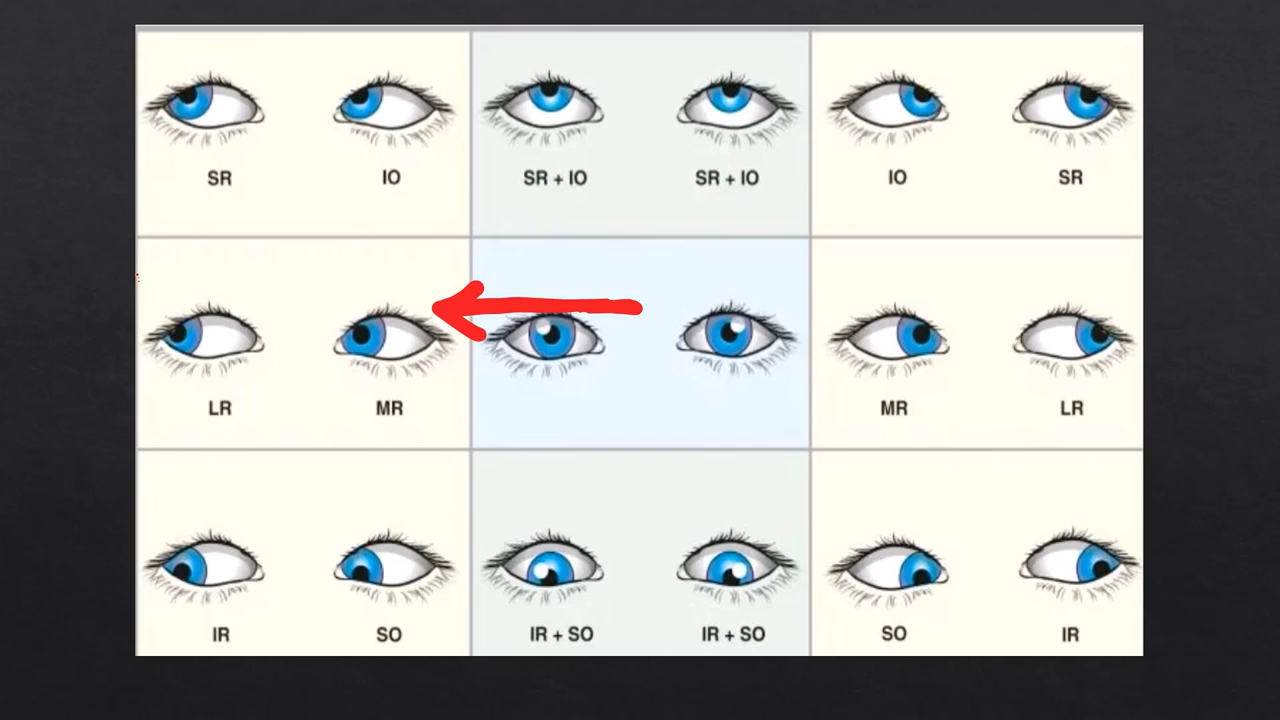 SR IO SR + IO SR + IO IO SR
LR MR MR LR
IR SO IR + SO IR + SO SO IR